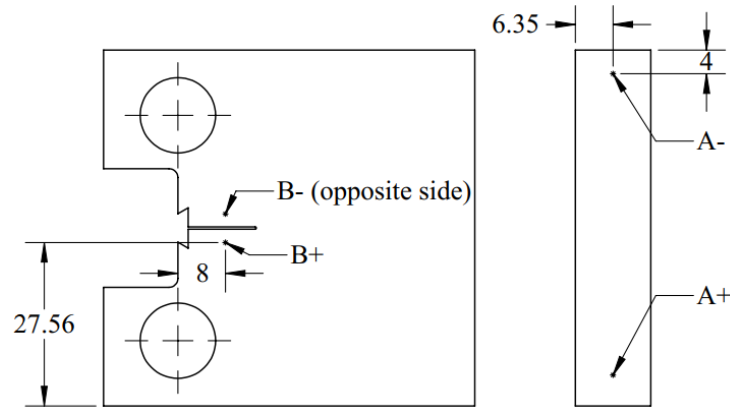 6.35
4
A-
B- (opposite side)
B+
8
27.56
A+